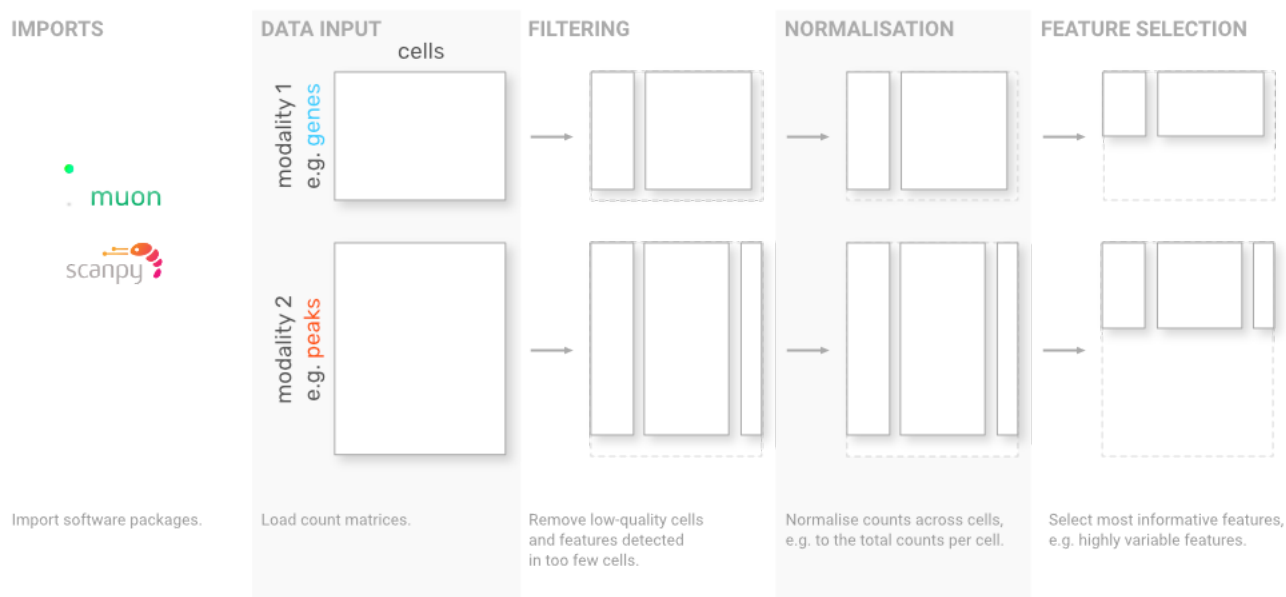 IMPORTS
DATA INPUT
FILTERING
NORMALISATION
FEATURE SELECTION
cells
modality 1
e.g. genes
muon
scanpy
modality 2
e.g. peaks
Import software packages.
Load count matrices.
Remove low-quality cells
and features detected
in too few cells.
Normalise counts across cells,
e.g. to the total counts per cell.
Select most informative features,
e.g. highly variable features.